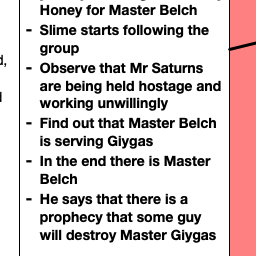 Honey for Master Belch
- Slime starts following the
group
- Observe that Mr Saturns
are being held hostage and
working unwillingly
- Find out that Master Belch
is serving Giygas
- In the end there is Master
Belch
- He says that there is a
prophecy that some guy
will destroy Master Giygas